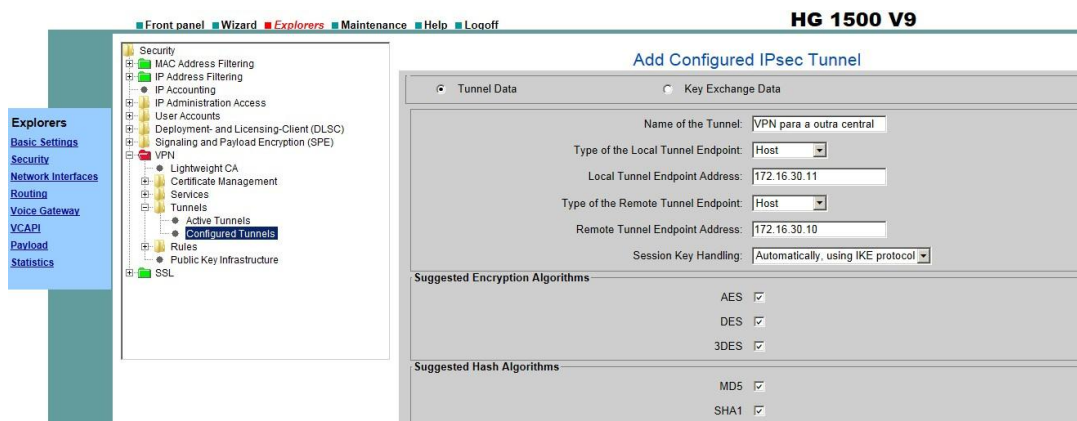 Front panel Wizard Explorers Maintenance Help Logoff
HG 1500 V9
Explorers
Basic Settings
Security
Network Interfaces
Routing
Voice Gateway
VCAPI
Payload
Statistics
Security
MAC Address Filtering
IP Address Filtering
IP Accounting
IP Administration Access
User Accounts
Deployment- and Licensing-Client (DLSC)
Signaling and Payload Encryption (SPE)
VPN
Lightweight CA
Certificate Management
Services
Tunnels
Active Tunnels
Configured Tunnels
Rules
Public Key Infrastructure
SSL
Add Configured IPsec Tunnel
Tunnel Data Key Exchange Data
Name of the Tunnel: VPN para a outra central
Type of the Local Tunnel Endpoint: Host
Local Tunnel Endpoint Address: 172.16.30.11
Type of the Remote Tunnel Endpoint: Host
Remote Tunnel Endpoint Address: 172.16.30.10
Session Key Handling: Automatically, using IKE protocol
Suggested Encryption Algorithms
AES
DES
3DES
Suggested Hash Algorithms
MD5
SHA1